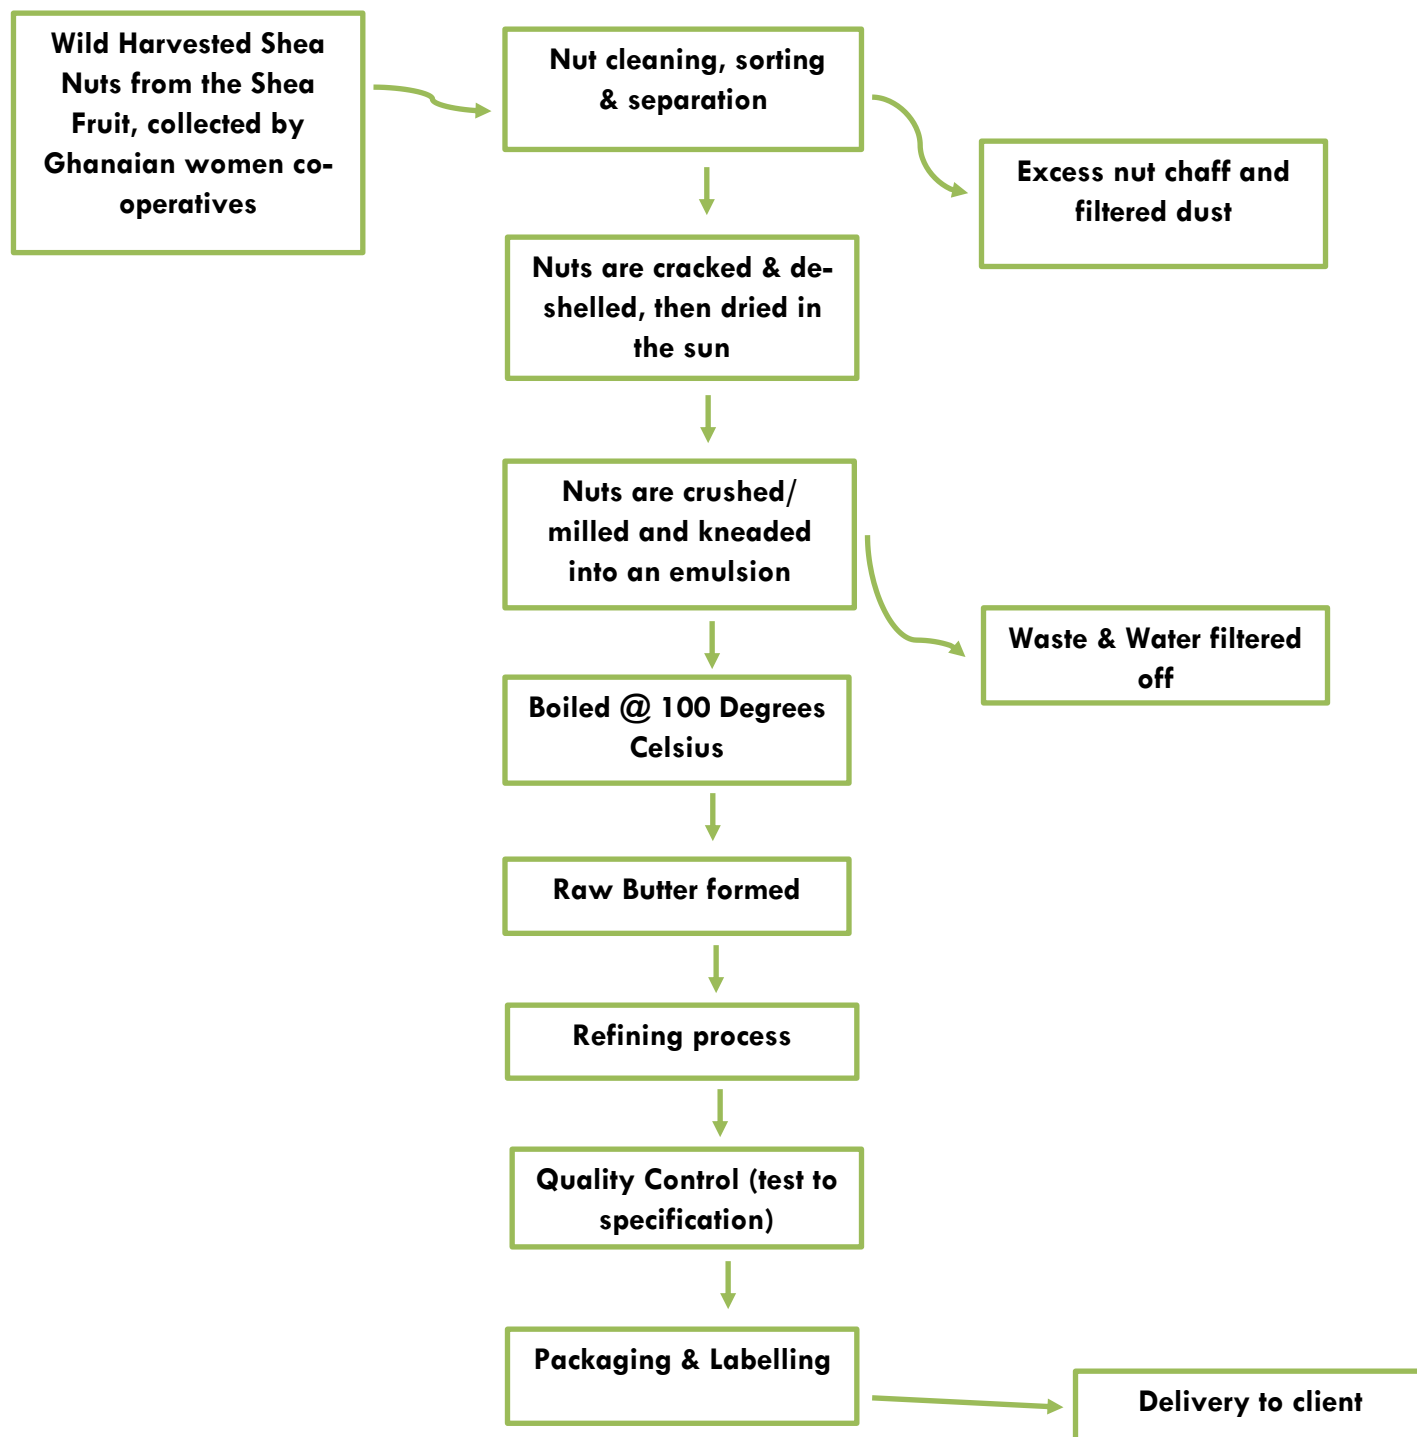 Wild Harvested Shea
Nuts from the Shea
Fruit, collected by
Ghanaian women co-
operatives
Nut cleaning, sorting
& separation
Excess nut chaff and
filtered dust
Nuts are cracked & de-
shelled, then dried in
the sun
Nuts are crushed/
milled and kneaded
into an emulsion
Waste & Water filtered
off
Boiled @ 100 Degrees
Celsius
Raw Butter formed
Refining process
Quality Control (test to
specification)
Packaging & Labelling
Delivery to client